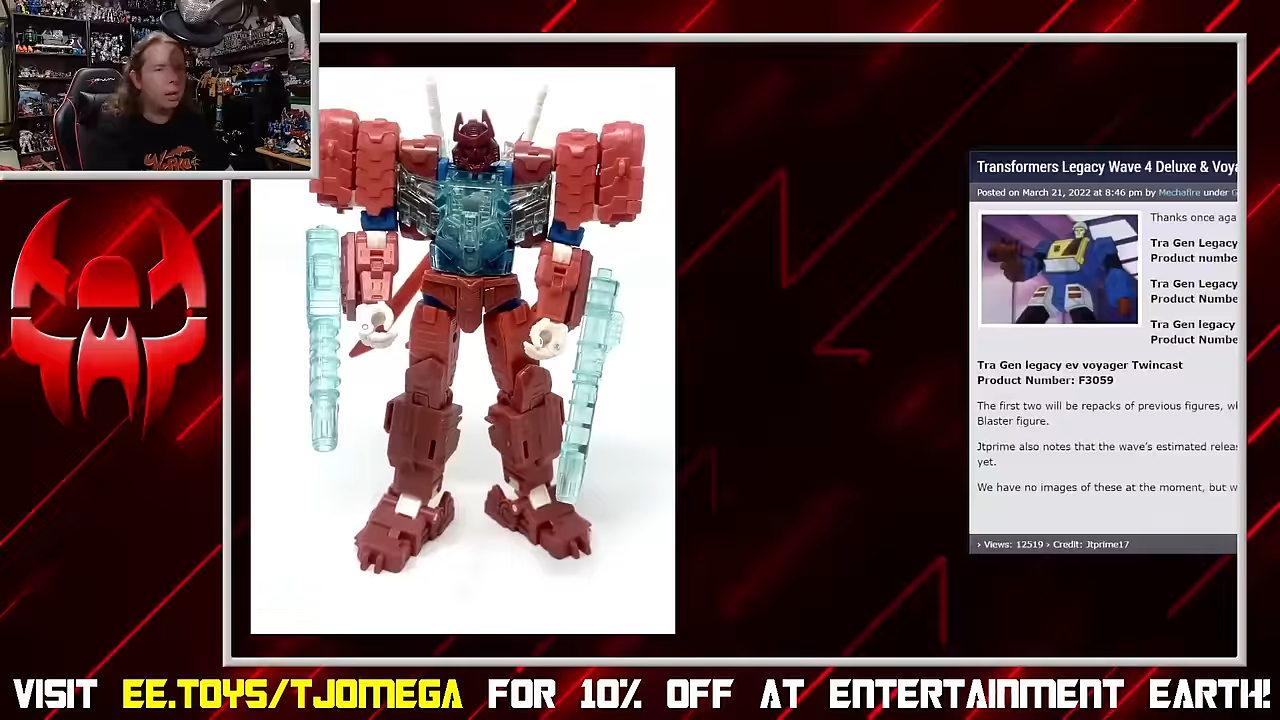 Transformers Legacy Wave 4 Deluxe & Voya
Posted on March 21, 2022 at 8:46 pm by Mechafire under G
Thanks once aga
Tra Gen Legacy
Product numbe
Tra Gen Legacy
Product Numbe
Tra Gen legacy
Product Numbe
Tra Gen legacy ev voyager Twincast
Product Number: F3059
The first two will be repacks of previous figures, wh
Blaster figure.
Jtprime also notes that the wave's estimated releas
yet.
We have no images of these at the moment, but w
› Views: 12519 › Credit: Jtprime17
VISIT EE.TOYS/TJOMEGA FOR 10% OFF AT ENTERTAINMENT EARTH!